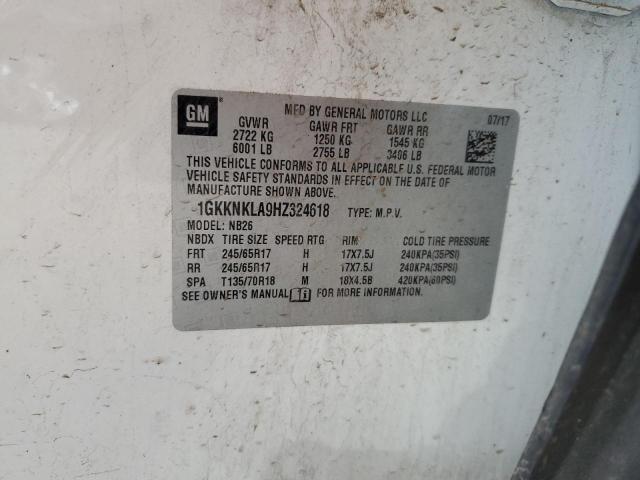 GM
MFD BY GENERAL MOTORS LLC 07/17
GVWR GAWR FRT GAWR RR
2722 KG 1250 KG 1545 KG
6001 LB 2755 LB 3406 LB
THIS VEHICLE CONFORMS TO ALL APPLICABLE U.S. FEDERAL MOTOR
VEHICLE SAFETY STANDARDS IN EFFECT ON THE DATE OF
MANUFACTURE SHOWN ABOVE.
1GKKNKLA9HZ324618 TYPE: M.P.V.
MODEL: NB26
NBDX TIRE SIZE SPEED RTG RIM COLD TIRE PRESSURE
FRT 245/65R17 H 17X7.5J 240KPA(35PSI)
RR 245/65R17 H 17X7.5J 240KPA(35PSI)
SPA T135/70R18 M 18X4.5B 420KPA(60PSI)
SEE OWNER'S MANUAL FOR MORE INFORMATION.